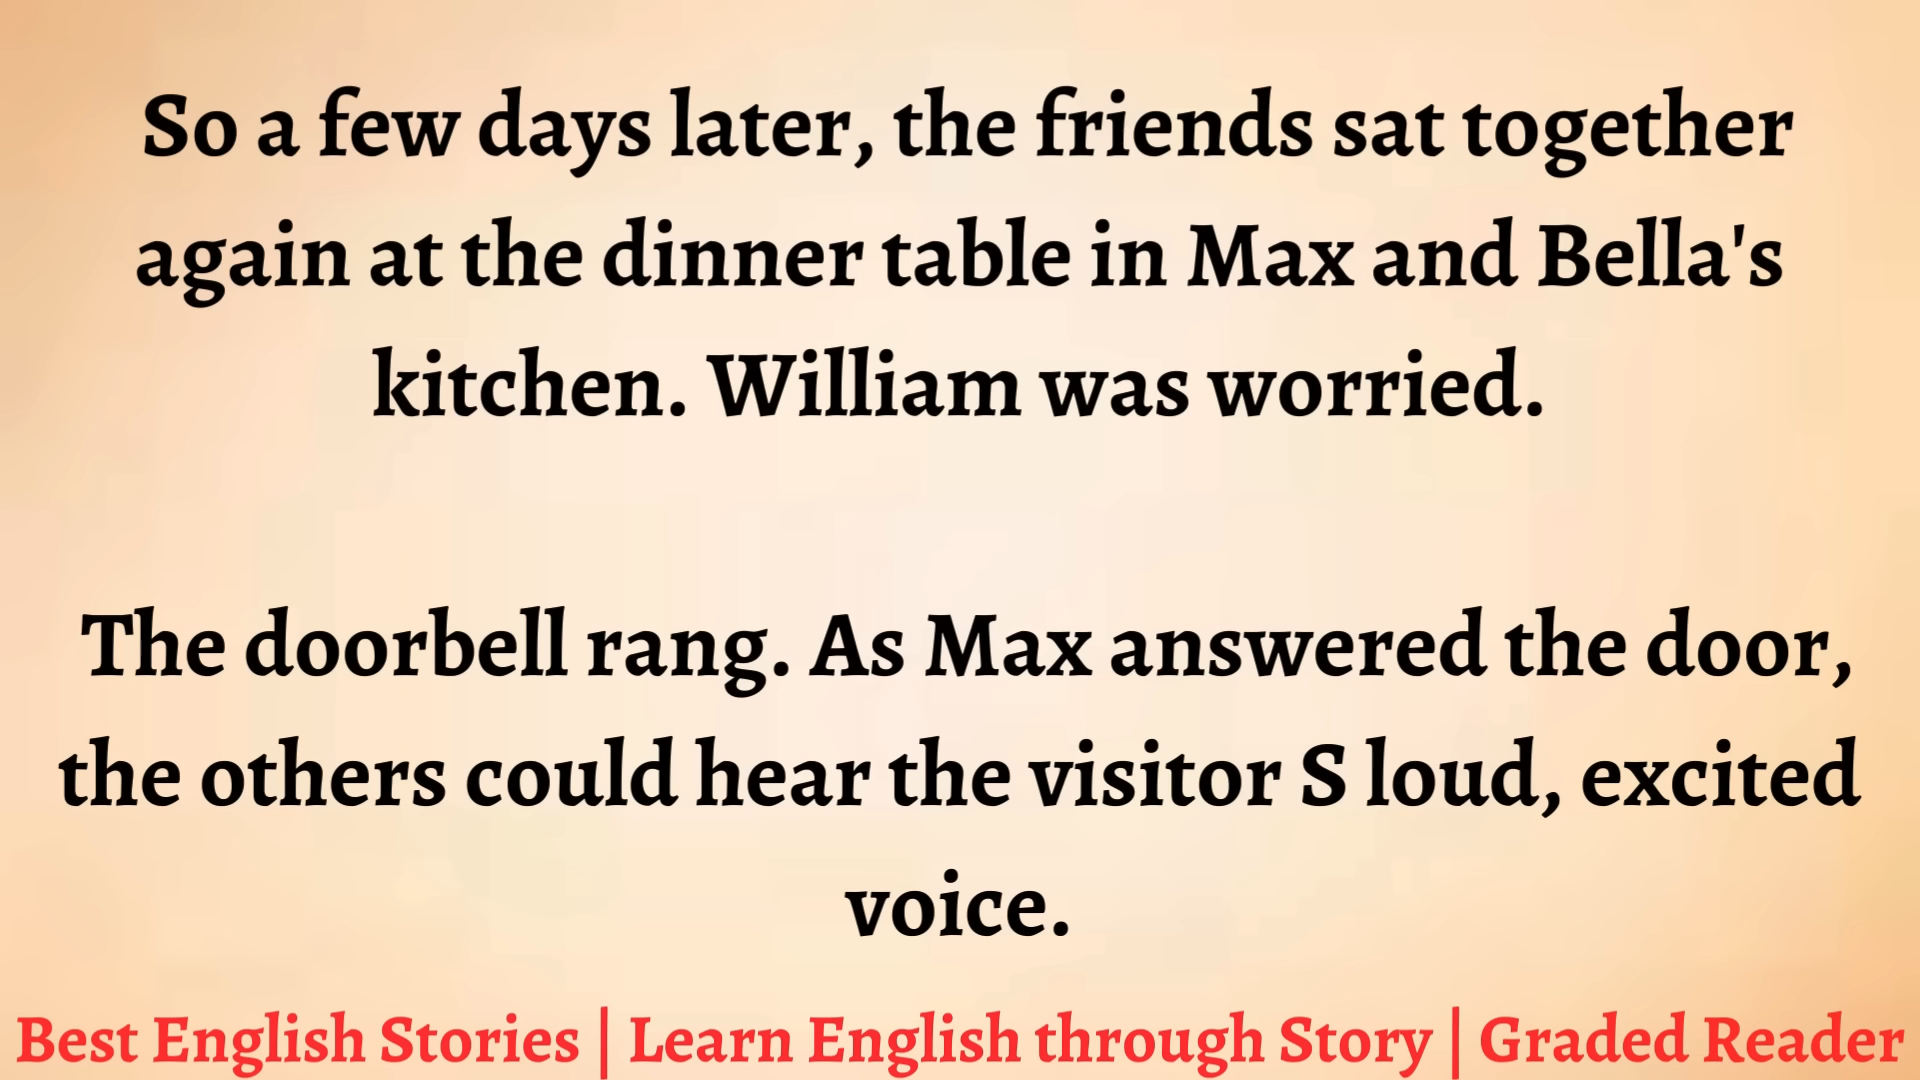 So a few days later, the friends sat together
again at the dinner table in Max and Bella's
kitchen. William was worried.
The doorbell rang. As Max answered the door,
the others could hear the visitor S loud, excited
voice.
Best English Stories | Learn English through Story | Graded Reader